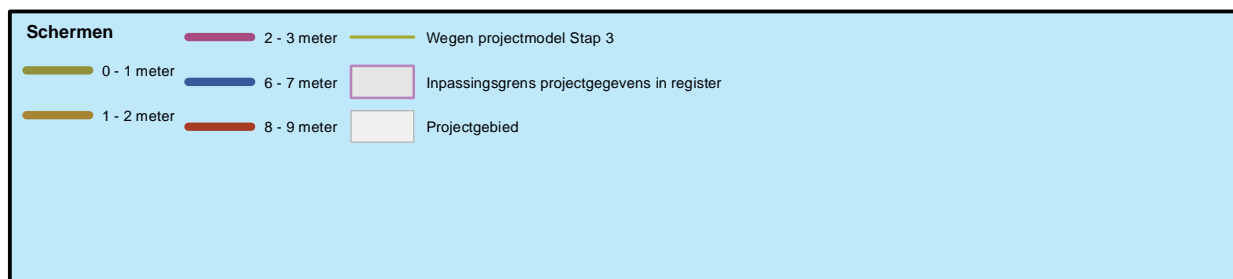 Schermen
0 - 1 meter
1 - 2 meter
2 - 3 meter
6 - 7 meter
8 - 9 meter
Wegen projectmodel Stap 3
Inpassingsgrens projectgegevens in register
Projectgebied